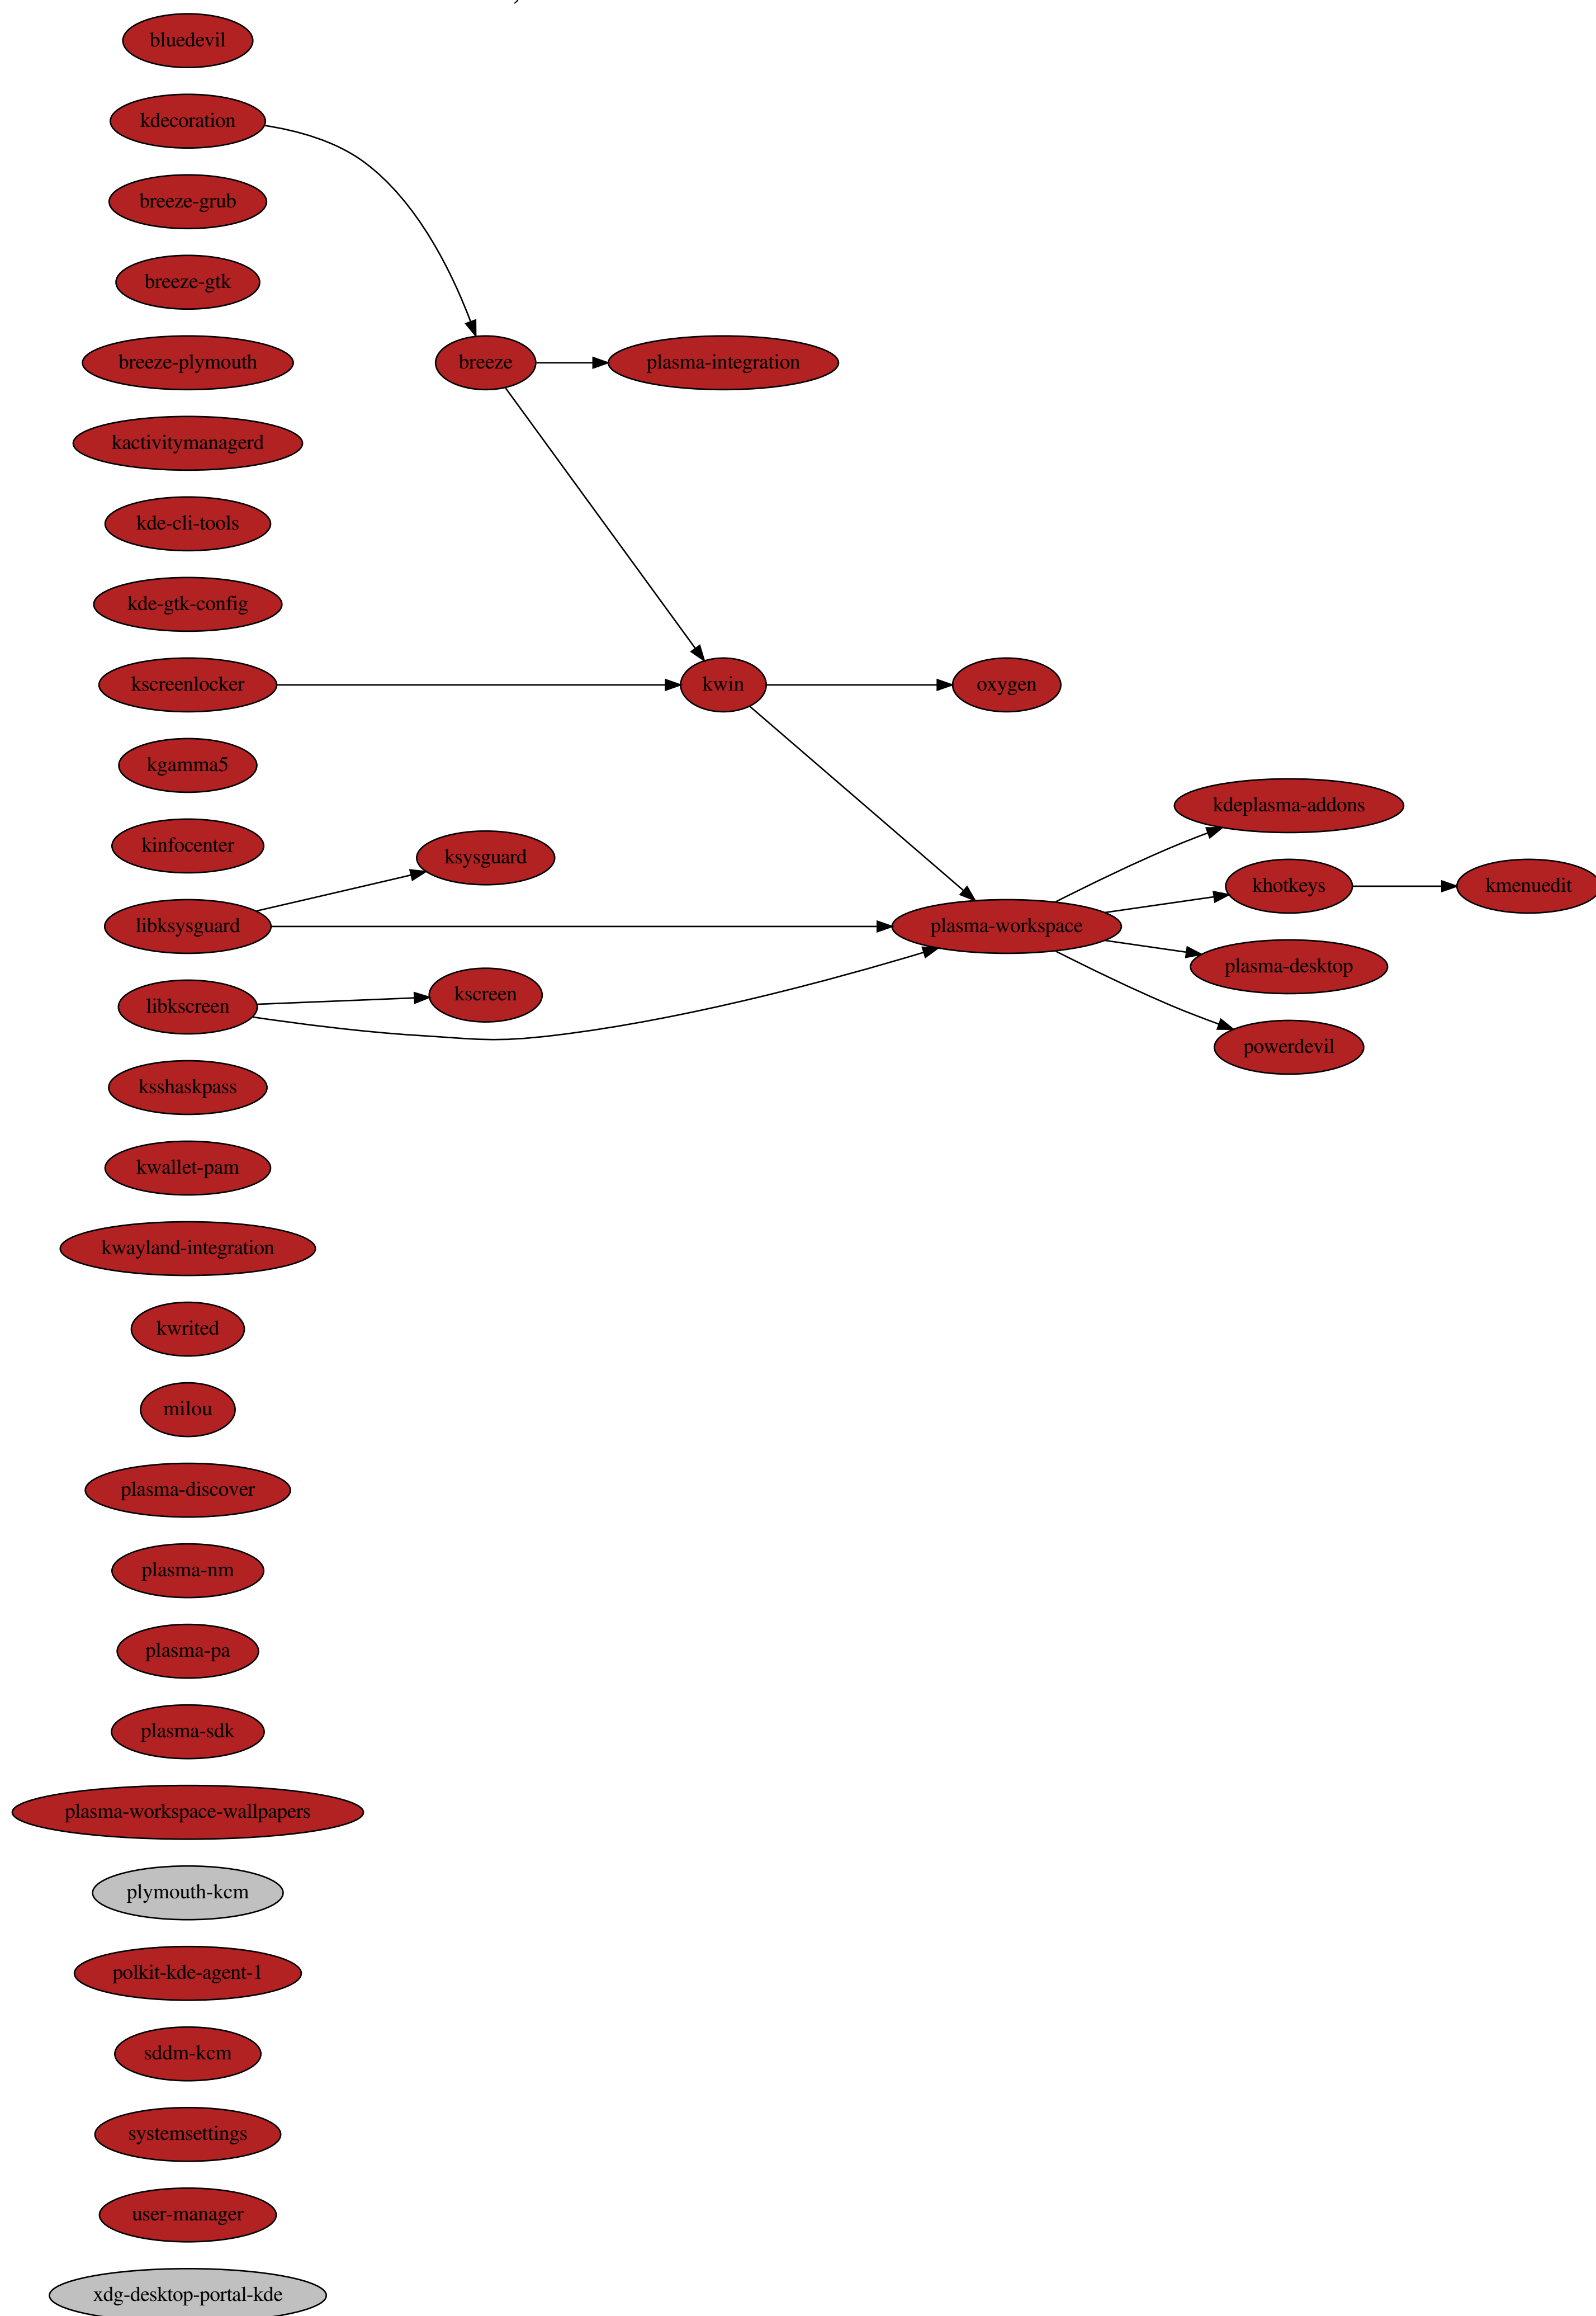 bluedevil
kdecoration
breeze-grub
breeze-gtk
breeze-plymouth
breeze
plasma-integration
kactivitymanagerd
kde-cli-tools
kde-gtk-config
kscreenlocker
kwin
oxygen
kgamma5
kdeplasma-addons
kinfocenter
ksysguard
khotkeys
kmenuedit
libksysguard
plasma-workspace
plasma-desktop
libkscreen
kscreen
powerdevil
ksshaskpass
kwallet-pam
kwayland-integration
kwrited
milou
plasma-discover
plasma-nm
plasma-pa
plasma-sdk
plasma-workspace-wallpapers
plymouth-kcm
polkit-kde-agent-1
sddm-kcm
systemsettings
user-manager
xdg-desktop-portal-kde